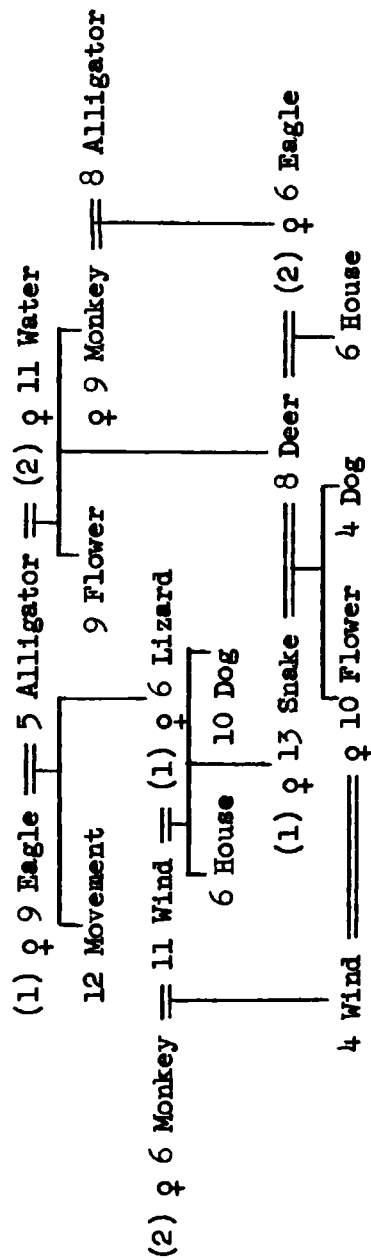 (1) ♀ 9 Eagle == 5 Alligator == (2) ♀ 11 Water
12 Movement
9 Flower
♀ 9 Monkey == 8 Alligator
(2) ♀ 6 Monkey == 11 Wind == (1) ♀ 6 Lizard
6 House
10 Dog
(1) ♀ 13 Snake == 8 Deer == (2) ♀ 6 Eagle
4 Wind == ♀ 10 Flower
4 Dog
6 House